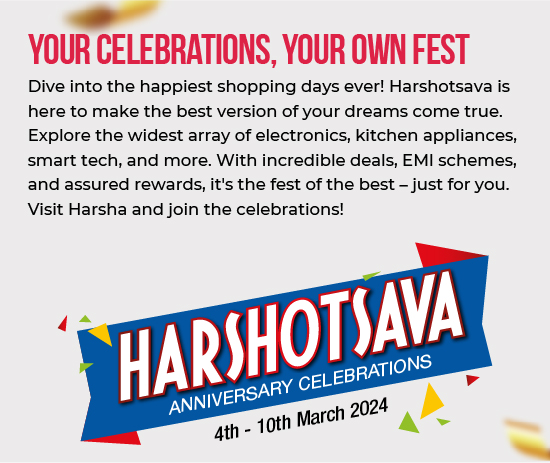 YOUR CELEBRATIONS, YOUR OWN FEST
Dive into the happiest shopping days ever! Harshotsava is
here to make the best version of your dreams come true.
Explore the widest array of electronics, kitchen appliances,
smart tech, and more. With incredible deals, EMI schemes,
and assured rewards, it's the fest of the best – just for you.
Visit Harsha and join the celebrations!
HARSHOTSAVA
ANNIVERSARY CELEBRATIONS
4th - 10th March 2024